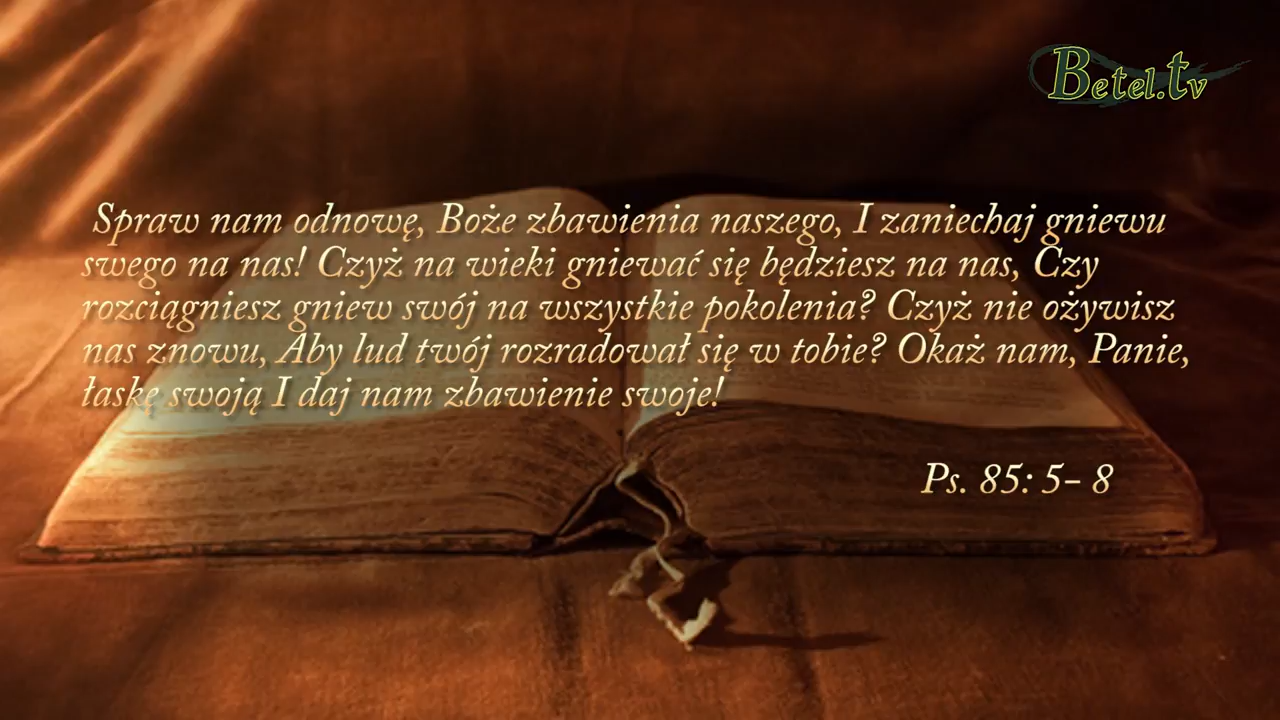 Betel.tv
Spraw nam odnowę, Boże zbawienia naszego, I zaniechaj gniewu
swego na nas! Czyż na wieki gniewać się będziesz na nas, Czy
rozciągniesz gniew swój na wszystkie pokolenia? Czyż nie ożywisz
nas znowu, Aby lud twój rozradował się w tobie? Okaż nam, Panie,
łaskę swoją I daj nam zbawienie swoje!
Ps. 85: 5– 8